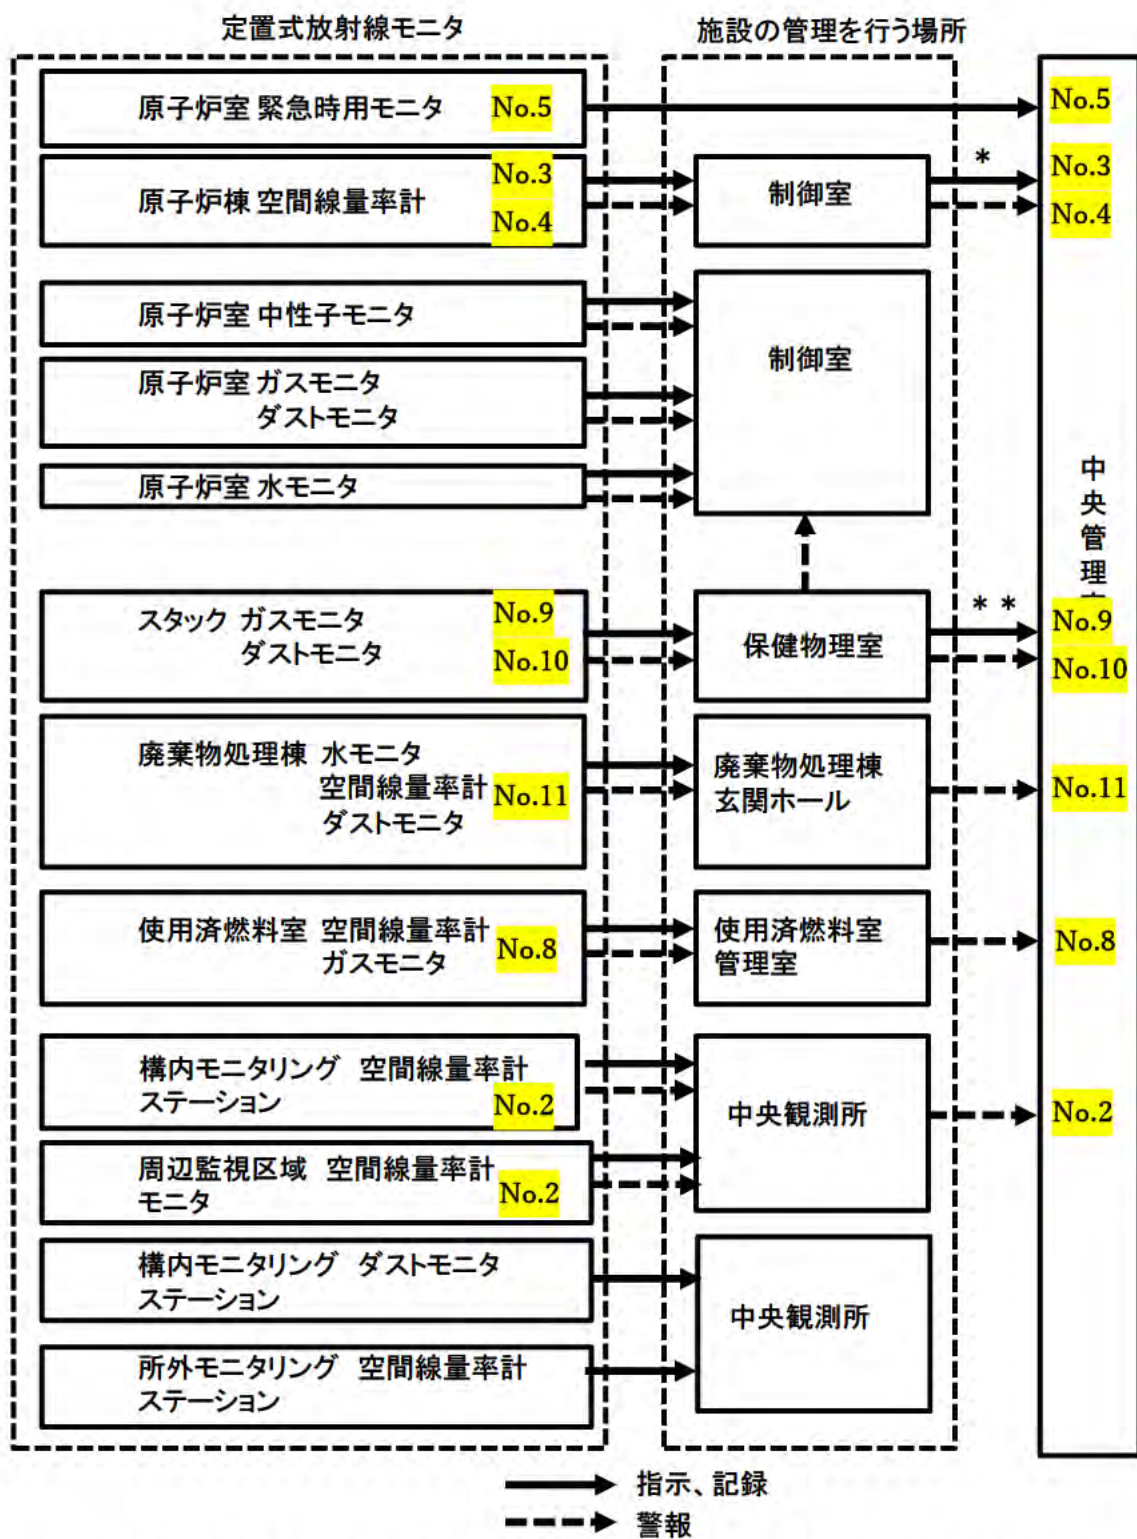 定置式放射線モニタ
施設の管理を行う場所
原子炉室 緊急時用モニタ
No.5
No.5
原子炉棟 空間線量率計
No.3
No.4
制御室
*
No.3
No.4
原子炉室 中性子モニタ
原子炉室 ガスモニタ
ダストモニタ
原子炉室 水モニタ
制御室
中央管理
スタック ガスモニタ
ダストモニタ
No.9
No.10
保健物理室
* *
No.9
No.10
廃棄物処理棟 水モニタ
空間線量率計
ダストモニタ
No.11
廃棄物処理棟
玄関ホール
No.11
使用済燃料室 空間線量率計
ガスモニタ
No.8
使用済燃料室
管理室
No.8
構内モニタリング 空間線量率計
ステーション
No.2
周辺監視区域 空間線量率計
モニタ
No.2
中央観測所
No.2
構内モニタリング ダストモニタ
ステーション
所外モニタリング 空間線量率計
ステーション
中央観測所
指示、記録
警報